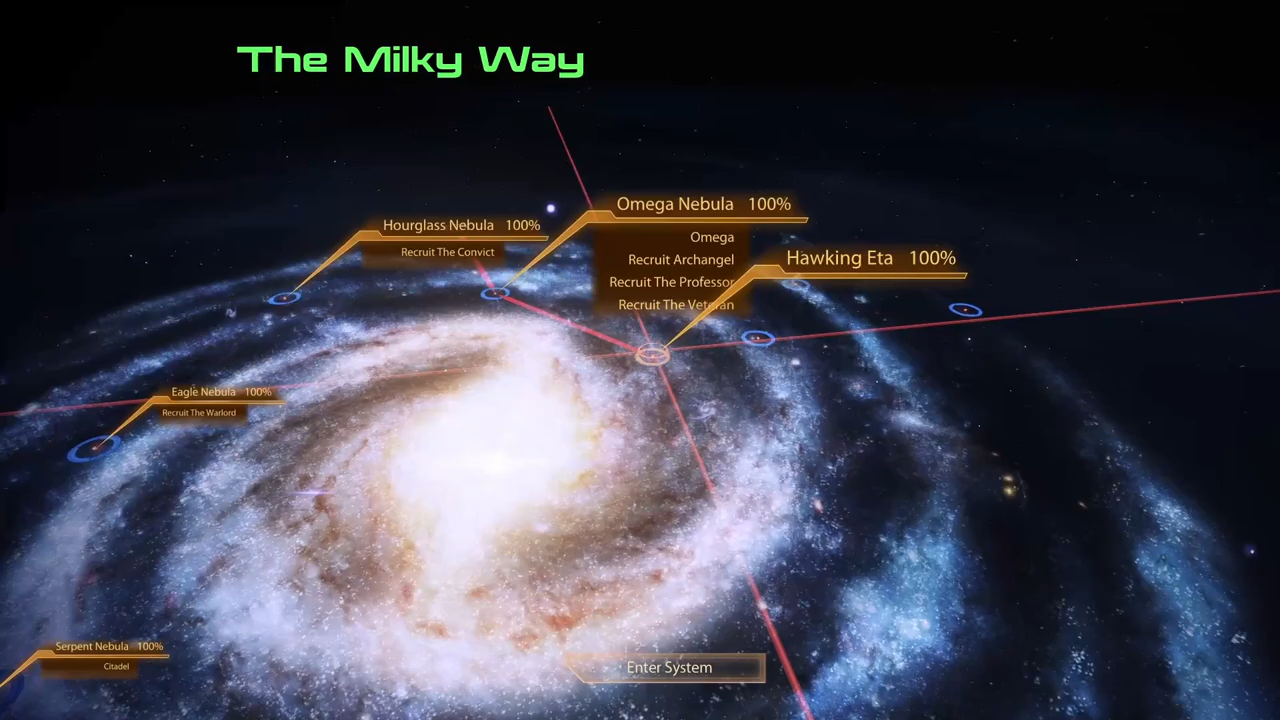 The Milky Way
Omega Nebula 100%
Omega
Recruit Archangel
Recruit The Professor
Recruit The Veteran
Hourglass Nebula 100%
Recruit The Convict
Hawking Eta 100%
Eagle Nebula 100%
Recruit The Warlord
Serpent Nebula 100%
Citadel
Enter System